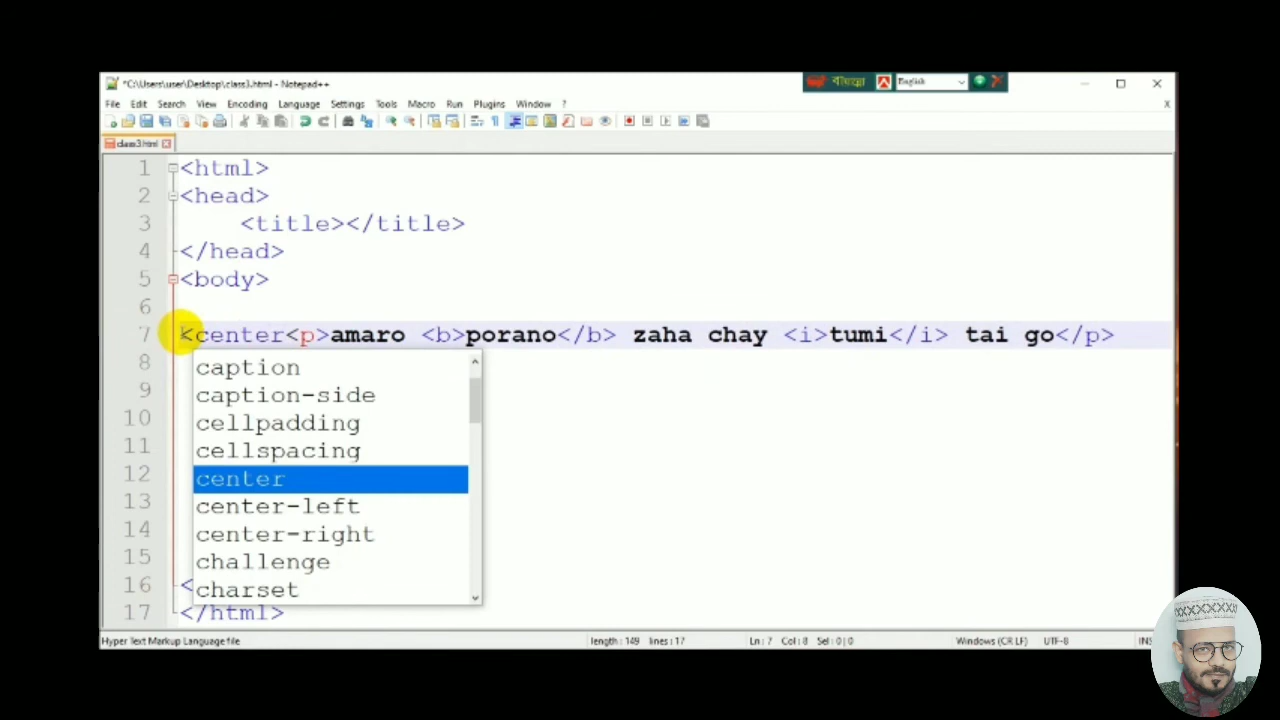 *C:\Users\user\Desktop\class3.html - Notepad++
বাংলা English
File Edit Search View Encoding Language Settings Tools Macro Run Plugins Window ? X
class3.html
1 <html>
2 <head>
3 <title></title>
4 </head>
5 <body>
6
7 <center<p>amaro <b>porano</b> zaha chay <i>tumi</i> tai go</p>
8 caption
9 caption-side
10 cellpadding
11 cellspacing
12 center
13 center-left
14 center-right
15 challenge
16 < charset
17 </html>
Hyper Text Markup Language file length : 149 lines : 17 Ln : 7 Col : 8 Sel : 0 | 0 Windows (CR LF) UTF-8 INS